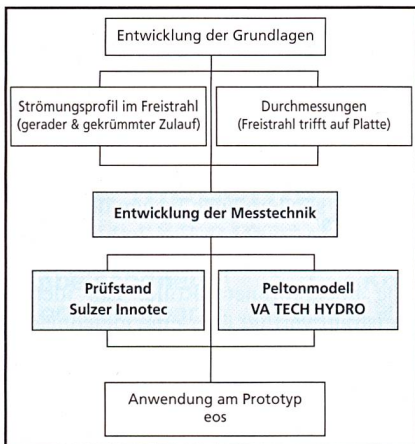 Entwicklung der Grundlagen
Strömungsprofil im Freistrahl
(gerader & gekrümmter Zulauf)
Durchmessungen
(Freistrahl trifft auf Platte)
Entwicklung der Messtechnik
Prüfstand
Sulzer Innotec
Peltonmodell
VA TECH HYDRO
Anwendung am Prototyp
eos